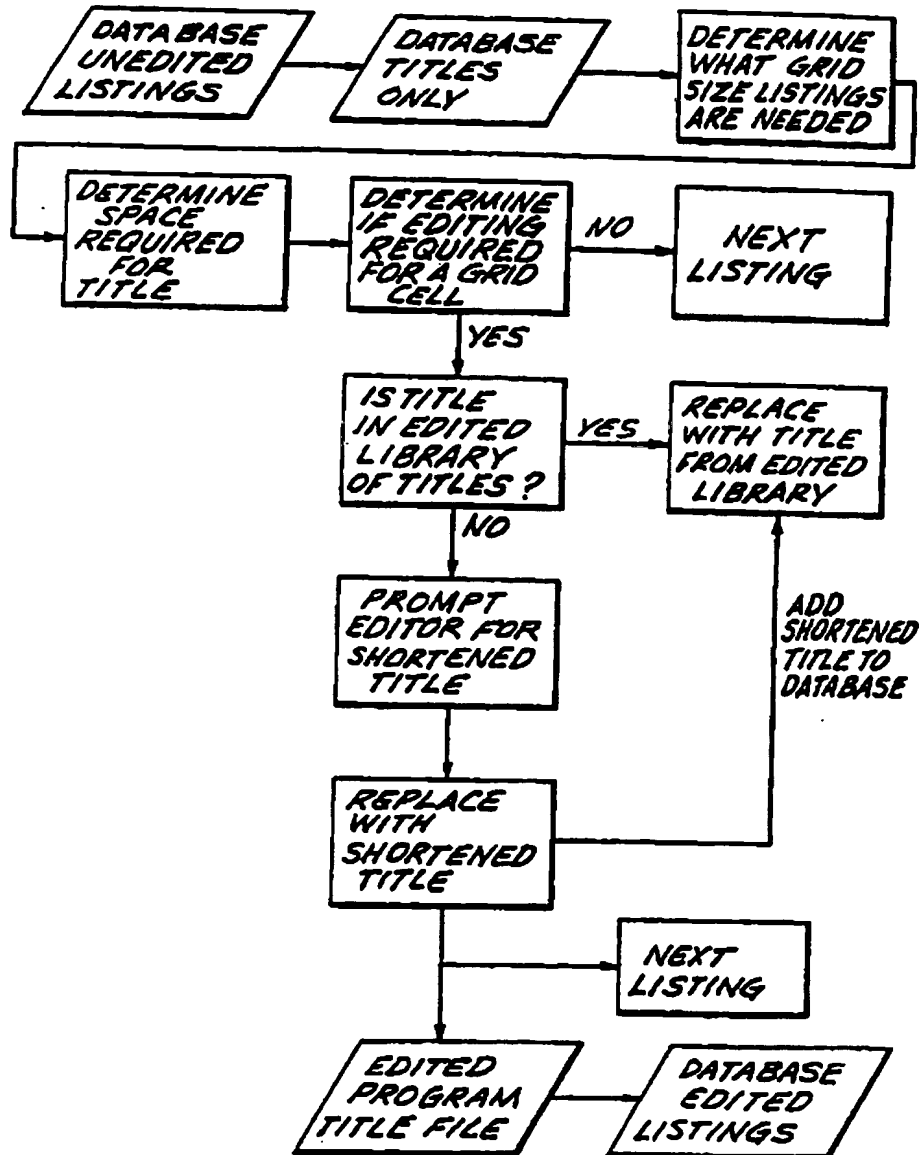 DATABASE
UNEDITED
LISTINGS
DATABASE
TITLES
ONLY
DETERMINE
WHAT GRID
SIZE LISTINGS
ARE NEEDED
DETERMINE
SPACE
REQUIRED
FOR
TITLE
DETERMINE
IF EDITING
REQUIRED
FOR A GRID
CELL
NO
NEXT
LISTING
YES
IS TITLE
IN EDITED
LIBRARY
OF TITLES?
YES
REPLACE
WITH TITLE
FROM EDITED
LIBRARY
NO
PROMPT
EDITOR FOR
SHORTENED
TITLE
ADD
SHORTENED
TITLE TO
DATABASE
REPLACE
WITH
SHORTENED
TITLE
NEXT
LISTING
EDITED
PROGRAM
TITLE FILE
DATABASE
EDITED
LISTINGS